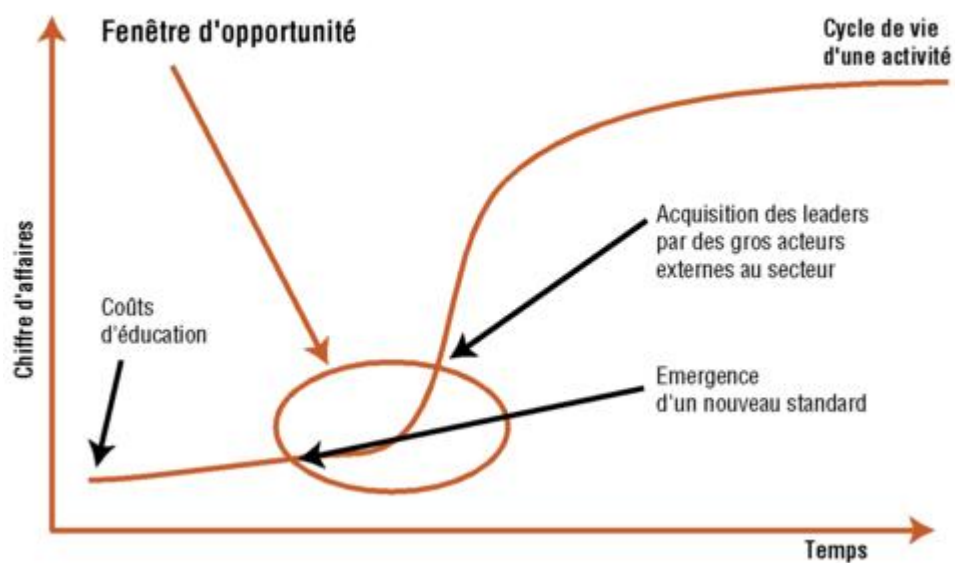 Fenêtre d'opportunité
Cycle de vie
d'une activité
Chiffre d'affaires
Coûts
d'éducation
Acquisition des leaders
par des gros acteurs
externes au secteur
Emergence
d'un nouveau standard
Temps